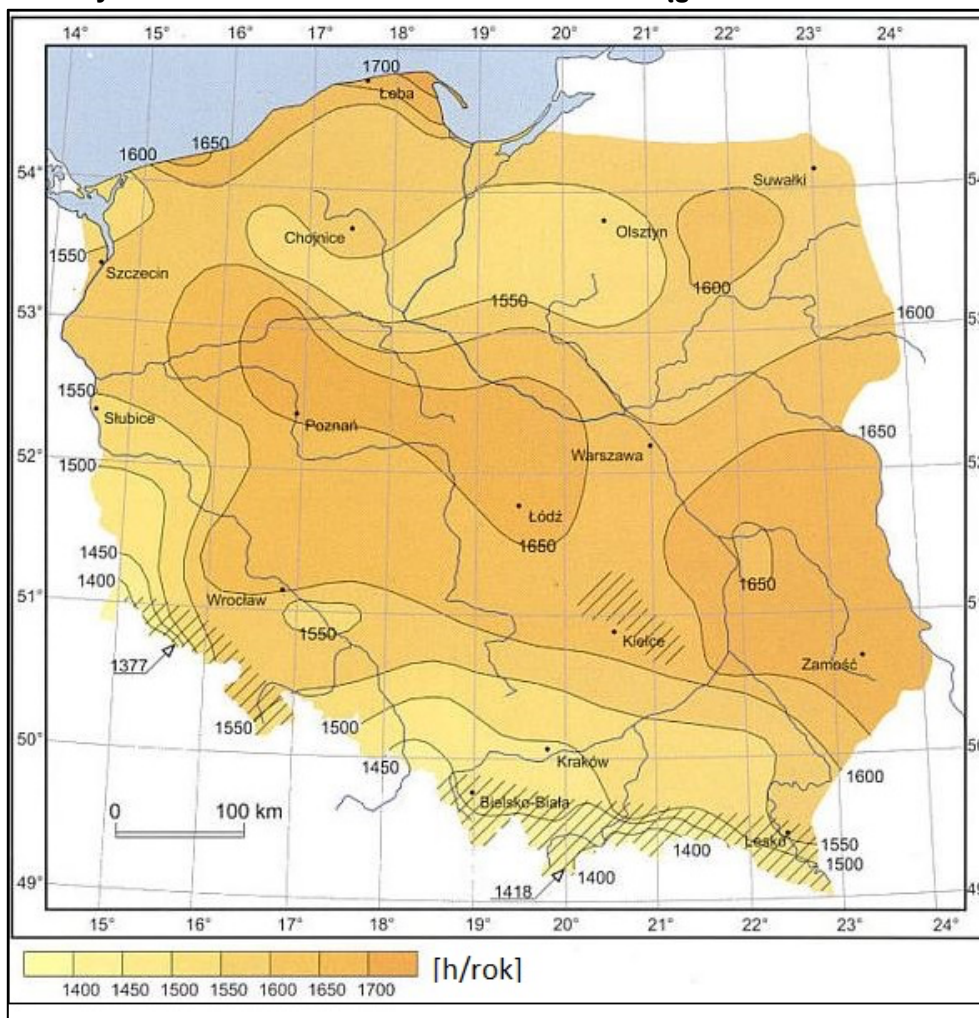 14° 15° 16° 17° 18° 19° 20° 21° 22° 23° 24°
1700
Łeba
1650
1600
54°
Suwałki
Chojnice
Olsztyn
1550
Szczecin
1600
53°
1550
1600
1550
Słubice
Poznań
1650
Warszawa
52°
1500
Łódź
1650
1450
1650
1400
51°
Wrocław
1550
Kielce
1377
Zamość
1550
1500
50°
Kraków
1450
1600
0 100 km
Bielsko-Biała
Lesko
1550
1400
1500
49°
1418
1400
15° 16° 17° 18° 19° 20° 21° 22° 23° 24°
1400 1450 1500 1550 1600 1650 1700
[h/rok]